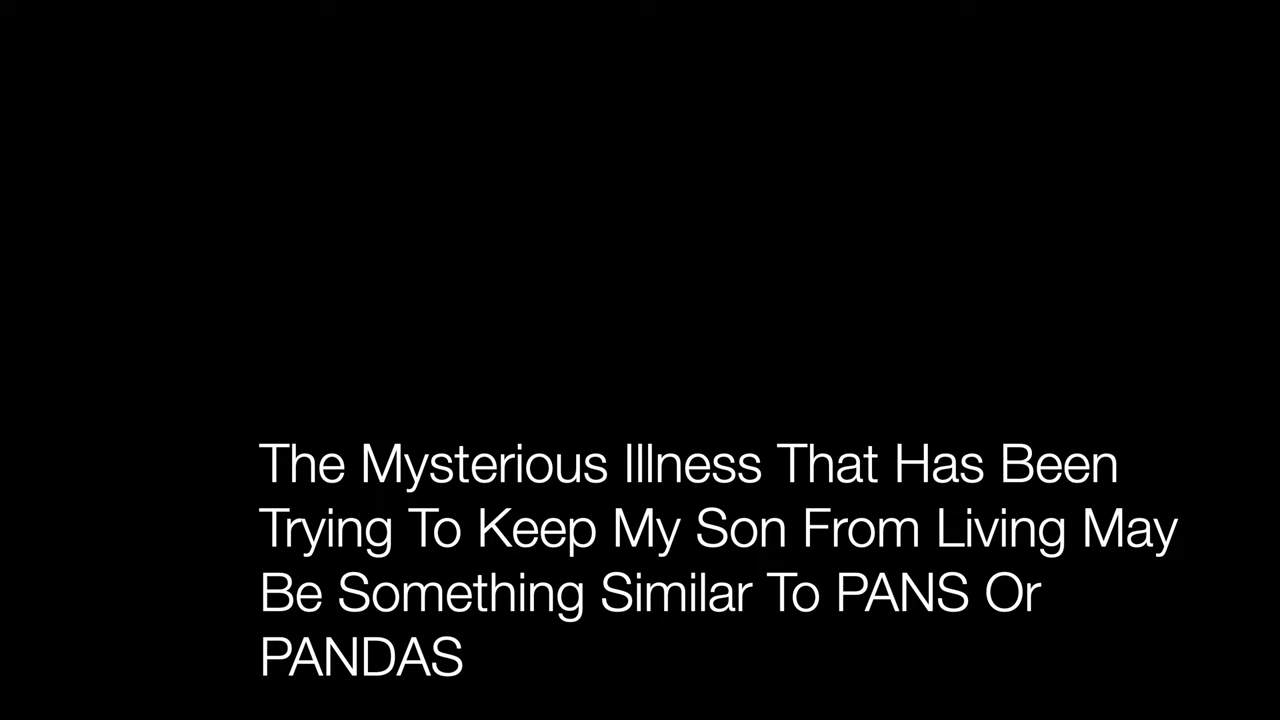 The Mysterious Illness That Has Been
Trying To Keep My Son From Living May
Be Something Similar To PANS Or
PANDAS